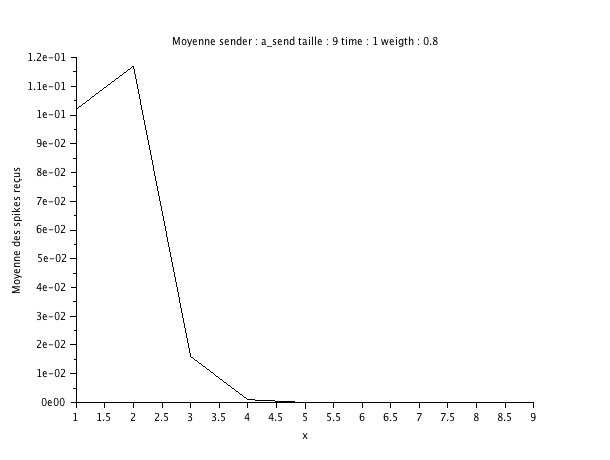 Moyenne sender : a_send taille : 9 time : 1 weigth : 0.8
1.2e-01
1.1e-01
1e-01
9e-02
8e-02
7e-02
6e-02
5e-02
4e-02
3e-02
2e-02
1e-02
0e00
Moyenne des spikes reçus
1 1.5 2 2.5 3 3.5 4 4.5 5 5.5 6 6.5 7 7.5 8 8.5 9
x